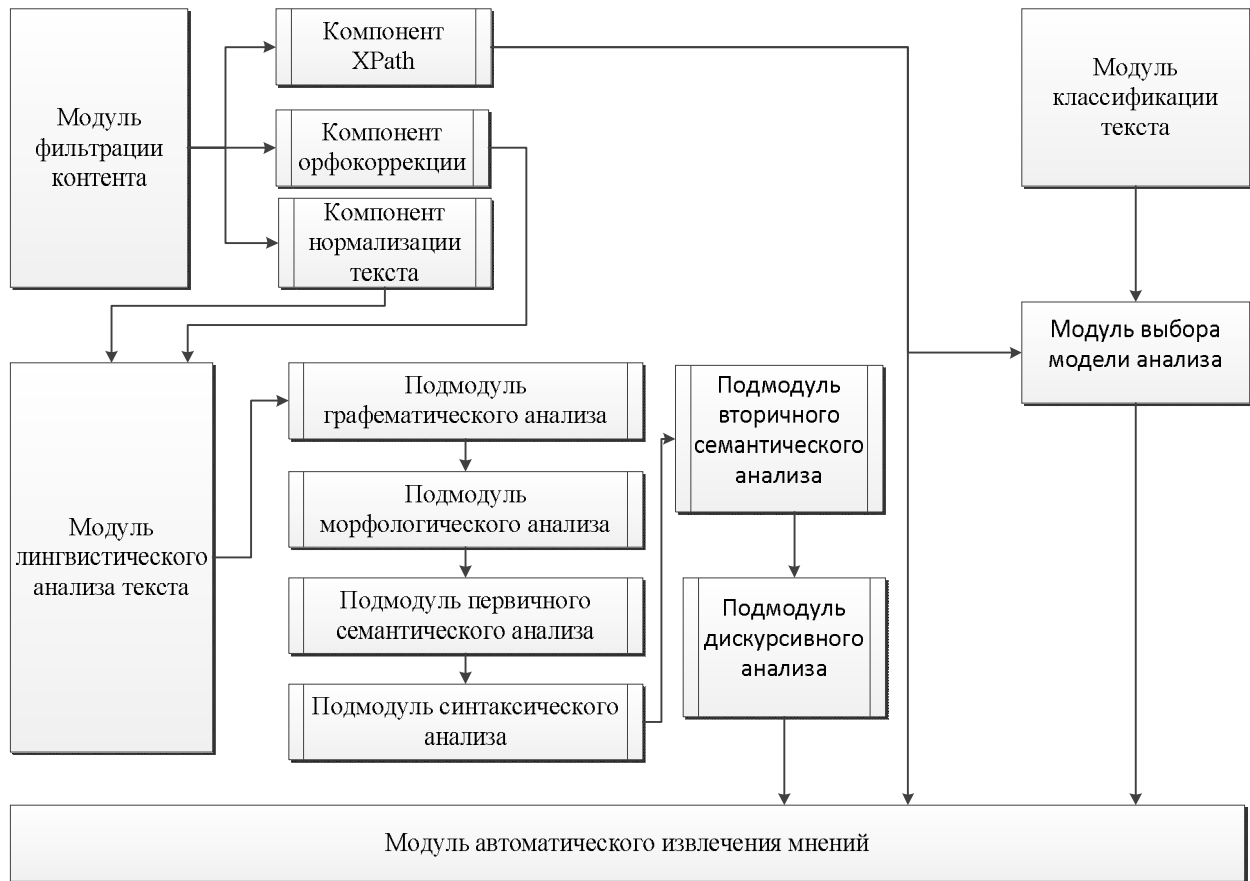 Модуль
фильтрации
контента
Компонент
XPath
Компонент
орфокоррекции
Компонент
нормализации
текста
Модуль
классификации
текста
Модуль выбора
модели анализа
Модуль
лингвистического
анализа текста
Подмодуль
графематического анализа
Подмодуль
морфологического анализа
Подмодуль первичного
семантического анализа
Подмодуль синтаксического
анализа
Подмодуль
вторичного
семантического
анализа
Подмодуль
дискурсивного
анализа
Модуль автоматического извлечения мнений